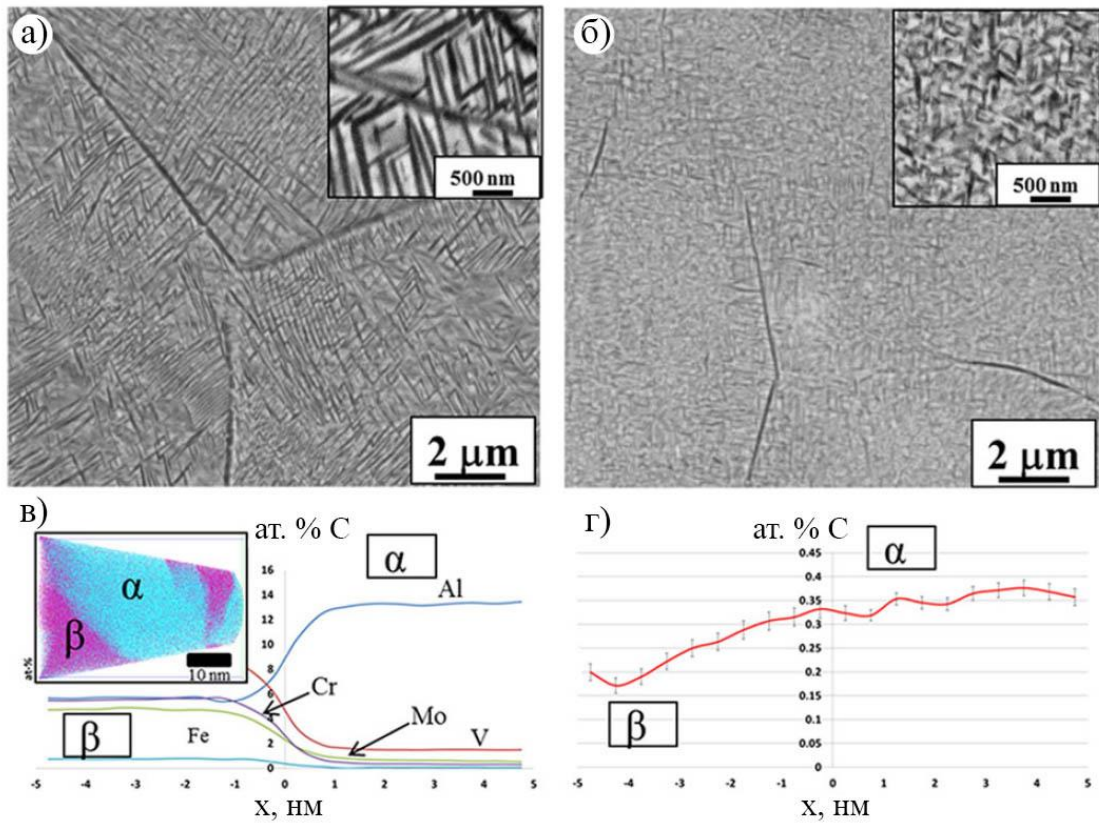 а)
500 nm
2 μm
б)
500 nm
2 μm
в)
ат. % C
α
16
14
12
10
8
6
4
2
0
Al
α
β
10 nm
at-%
Cr
Mo
β
Fe
V
-5 -4 -3 -2 -1 0 1 2 3 4 5
x, нм
г)
ат. % C
α
0.45
0.4
0.35
0.3
0.25
0.2
0.15
0.1
0.05
0
β
-5 -4 -3 -2 -1 0 1 2 3 4 5
x, нм